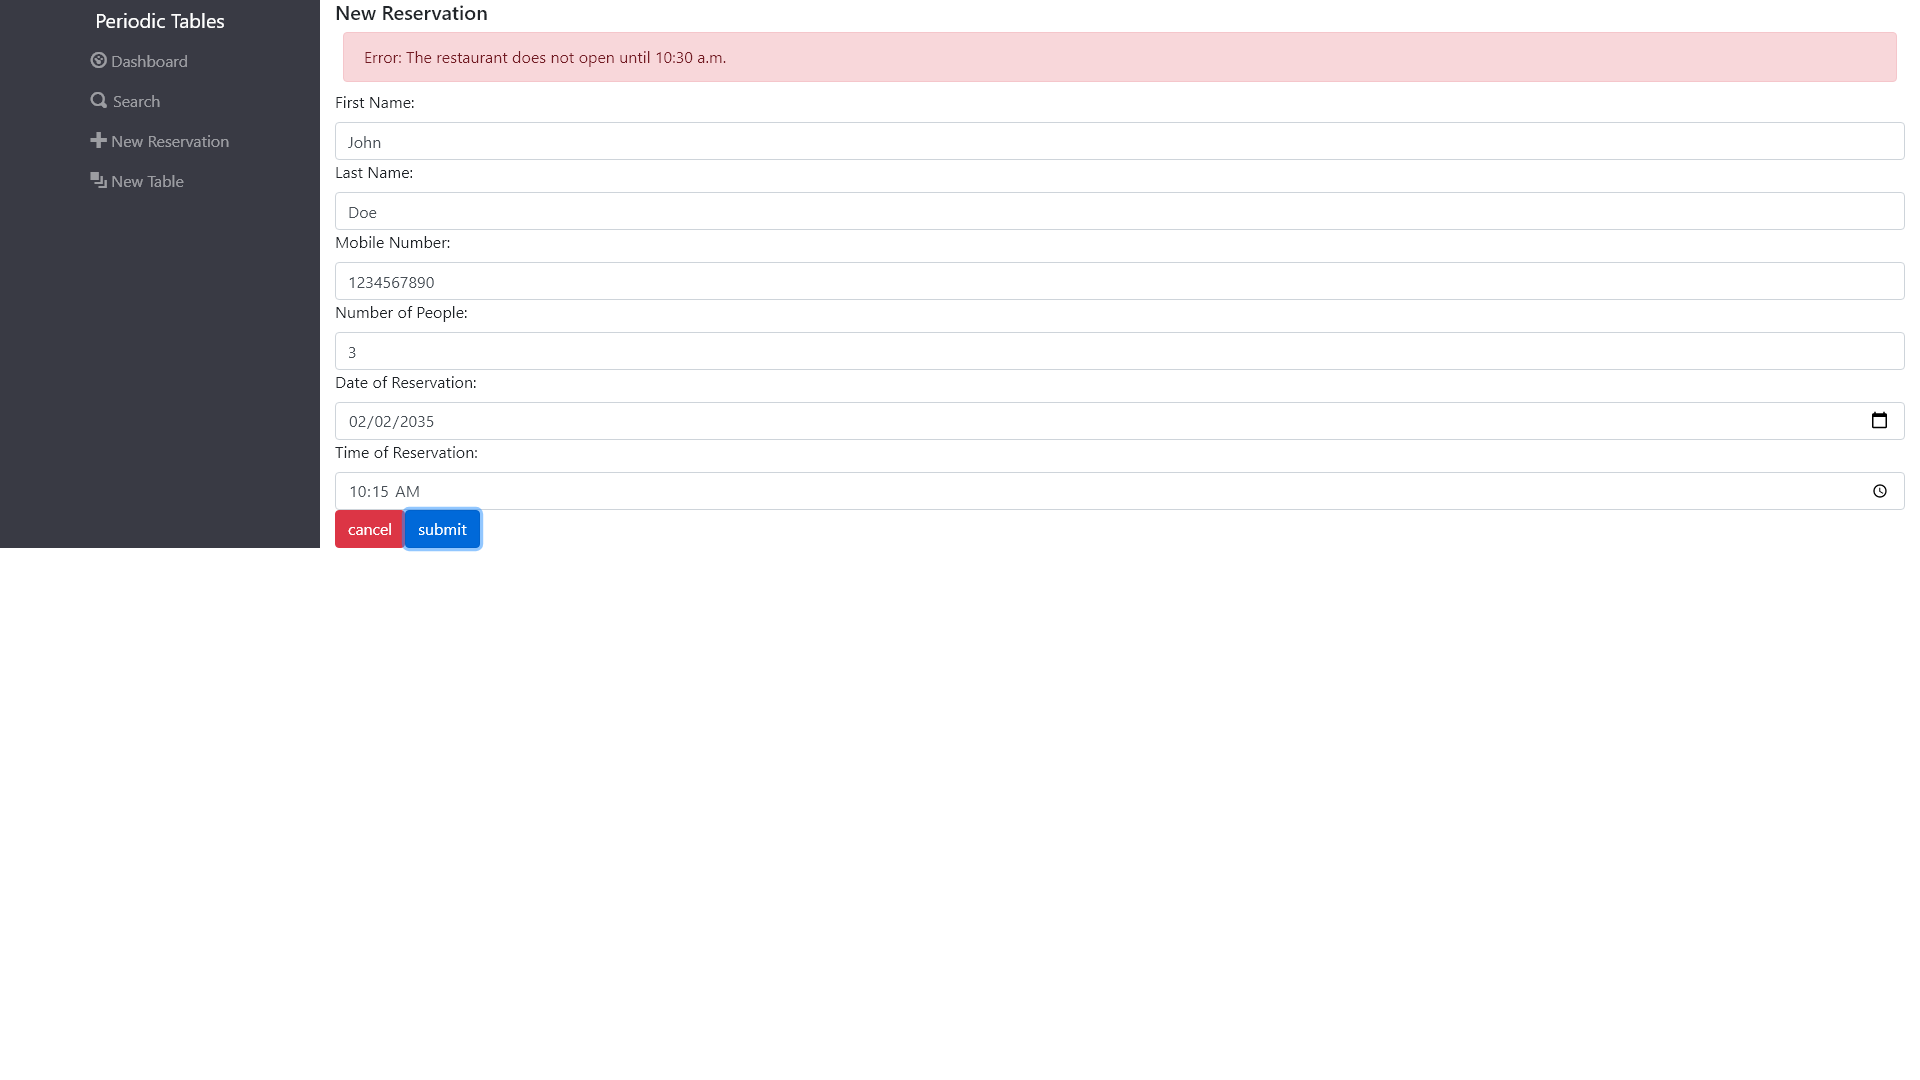 Periodic Tables
Dashboard
Search
New Reservation
New Table
New Reservation
Error: The restaurant does not open until 10:30 a.m.
First Name:
John
Last Name:
Doe
Mobile Number:
1234567890
Number of People:
3
Date of Reservation:
02/02/2035
Time of Reservation:
10:15 AM
cancel submit